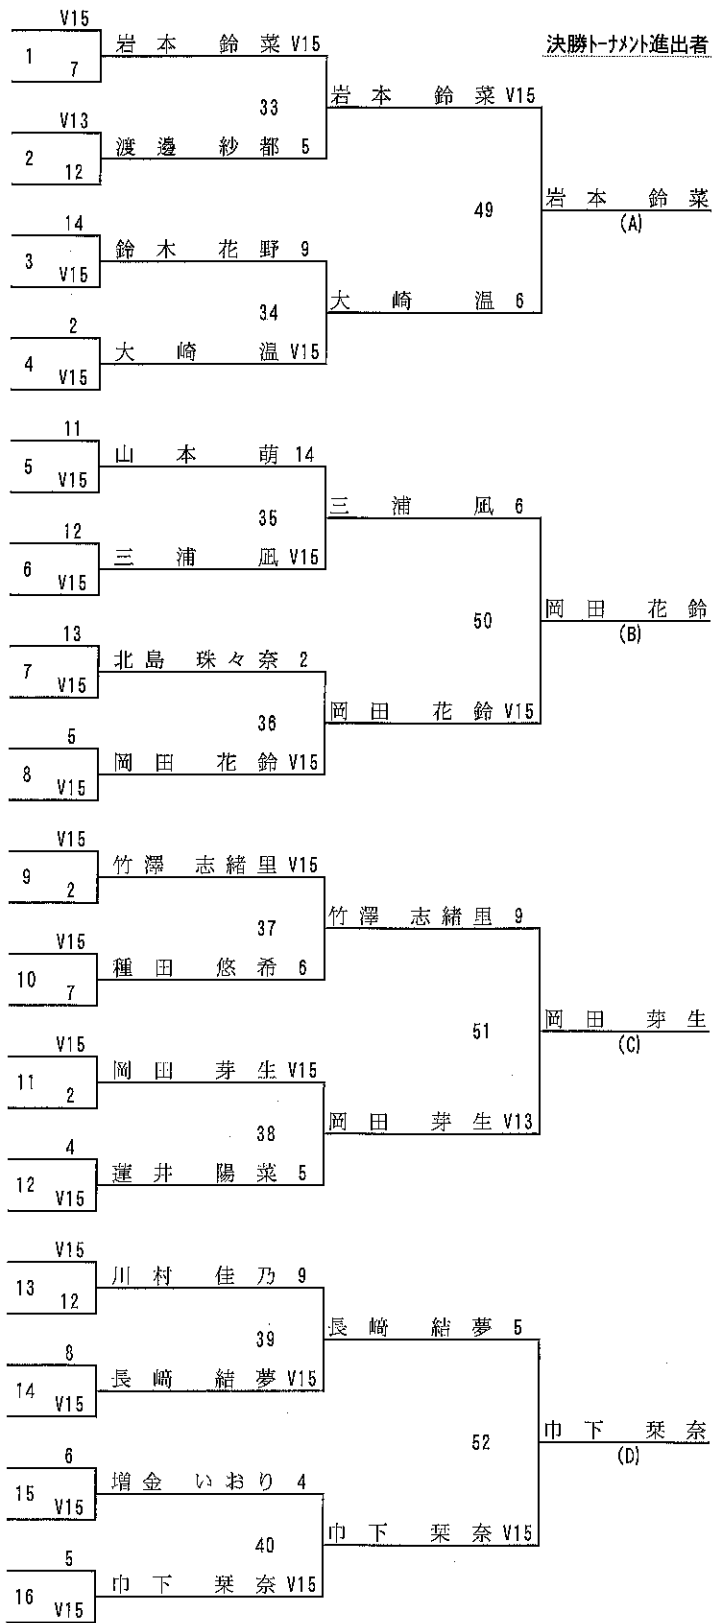 V15
岩本 鈴菜 V15
決勝トーナメント進出者
1
7
33
岩本 鈴菜 V15
V13
2
渡邉 紗都 5
12
49
岩本 鈴菜
(A)
14
鈴木 花野 9
3
V15
34
大崎 温 6
2
4
大崎 温 V15
V15
11
山本 萌 14
5
V15
35
三浦 凪 6
12
6
三浦 凪 V15
V15
50
岡田 花鈴
(B)
13
北島 珠々奈 2
7
V15
36
岡田 花鈴 V15
5
8
岡田 花鈴 V15
V15
V15
竹澤 志緒里 V15
9
2
37
竹澤 志緒里 9
V15
10
種田 悠希 6
7
51
岡田 芽生
(C)
V15
岡田 芽生 V15
11
2
38
岡田 芽生 V13
4
12
蓮井 陽菜 5
V15
V15
川村 佳乃 9
13
12
39
長﨑 結夢 5
8
14
長﨑 結夢 V15
V15
52
巾下 栞奈
(D)
6
増金 いおり 4
15
V15
40
巾下 栞奈 V15
5
16
巾下 栞奈 V15
V15